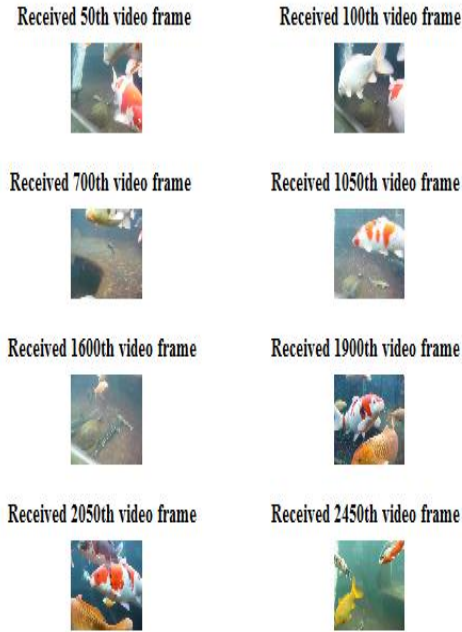 Received 50th video frame
Received 100th video frame
Received 700th video frame
Received 1050th video frame
Received 1600th video frame
Received 1900th video frame
Received 2050th video frame
Received 2450th video frame